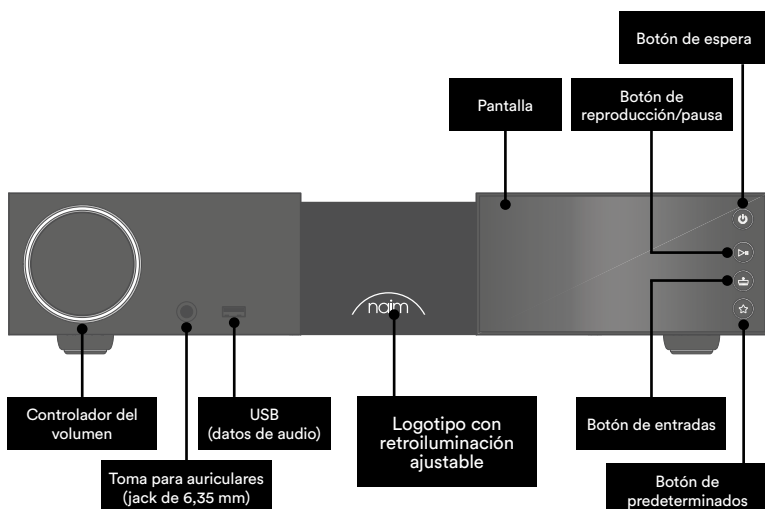 Botón de espera
Pantalla
Botón de
reproducción/pausa
naim
Controlador del
volumen
USB
(datos de audio)
Logotipo con
retroiluminación
ajustable
Botón de entradas
Toma para auriculares
(jack de 6,35 mm)
Botón de
predeterminados